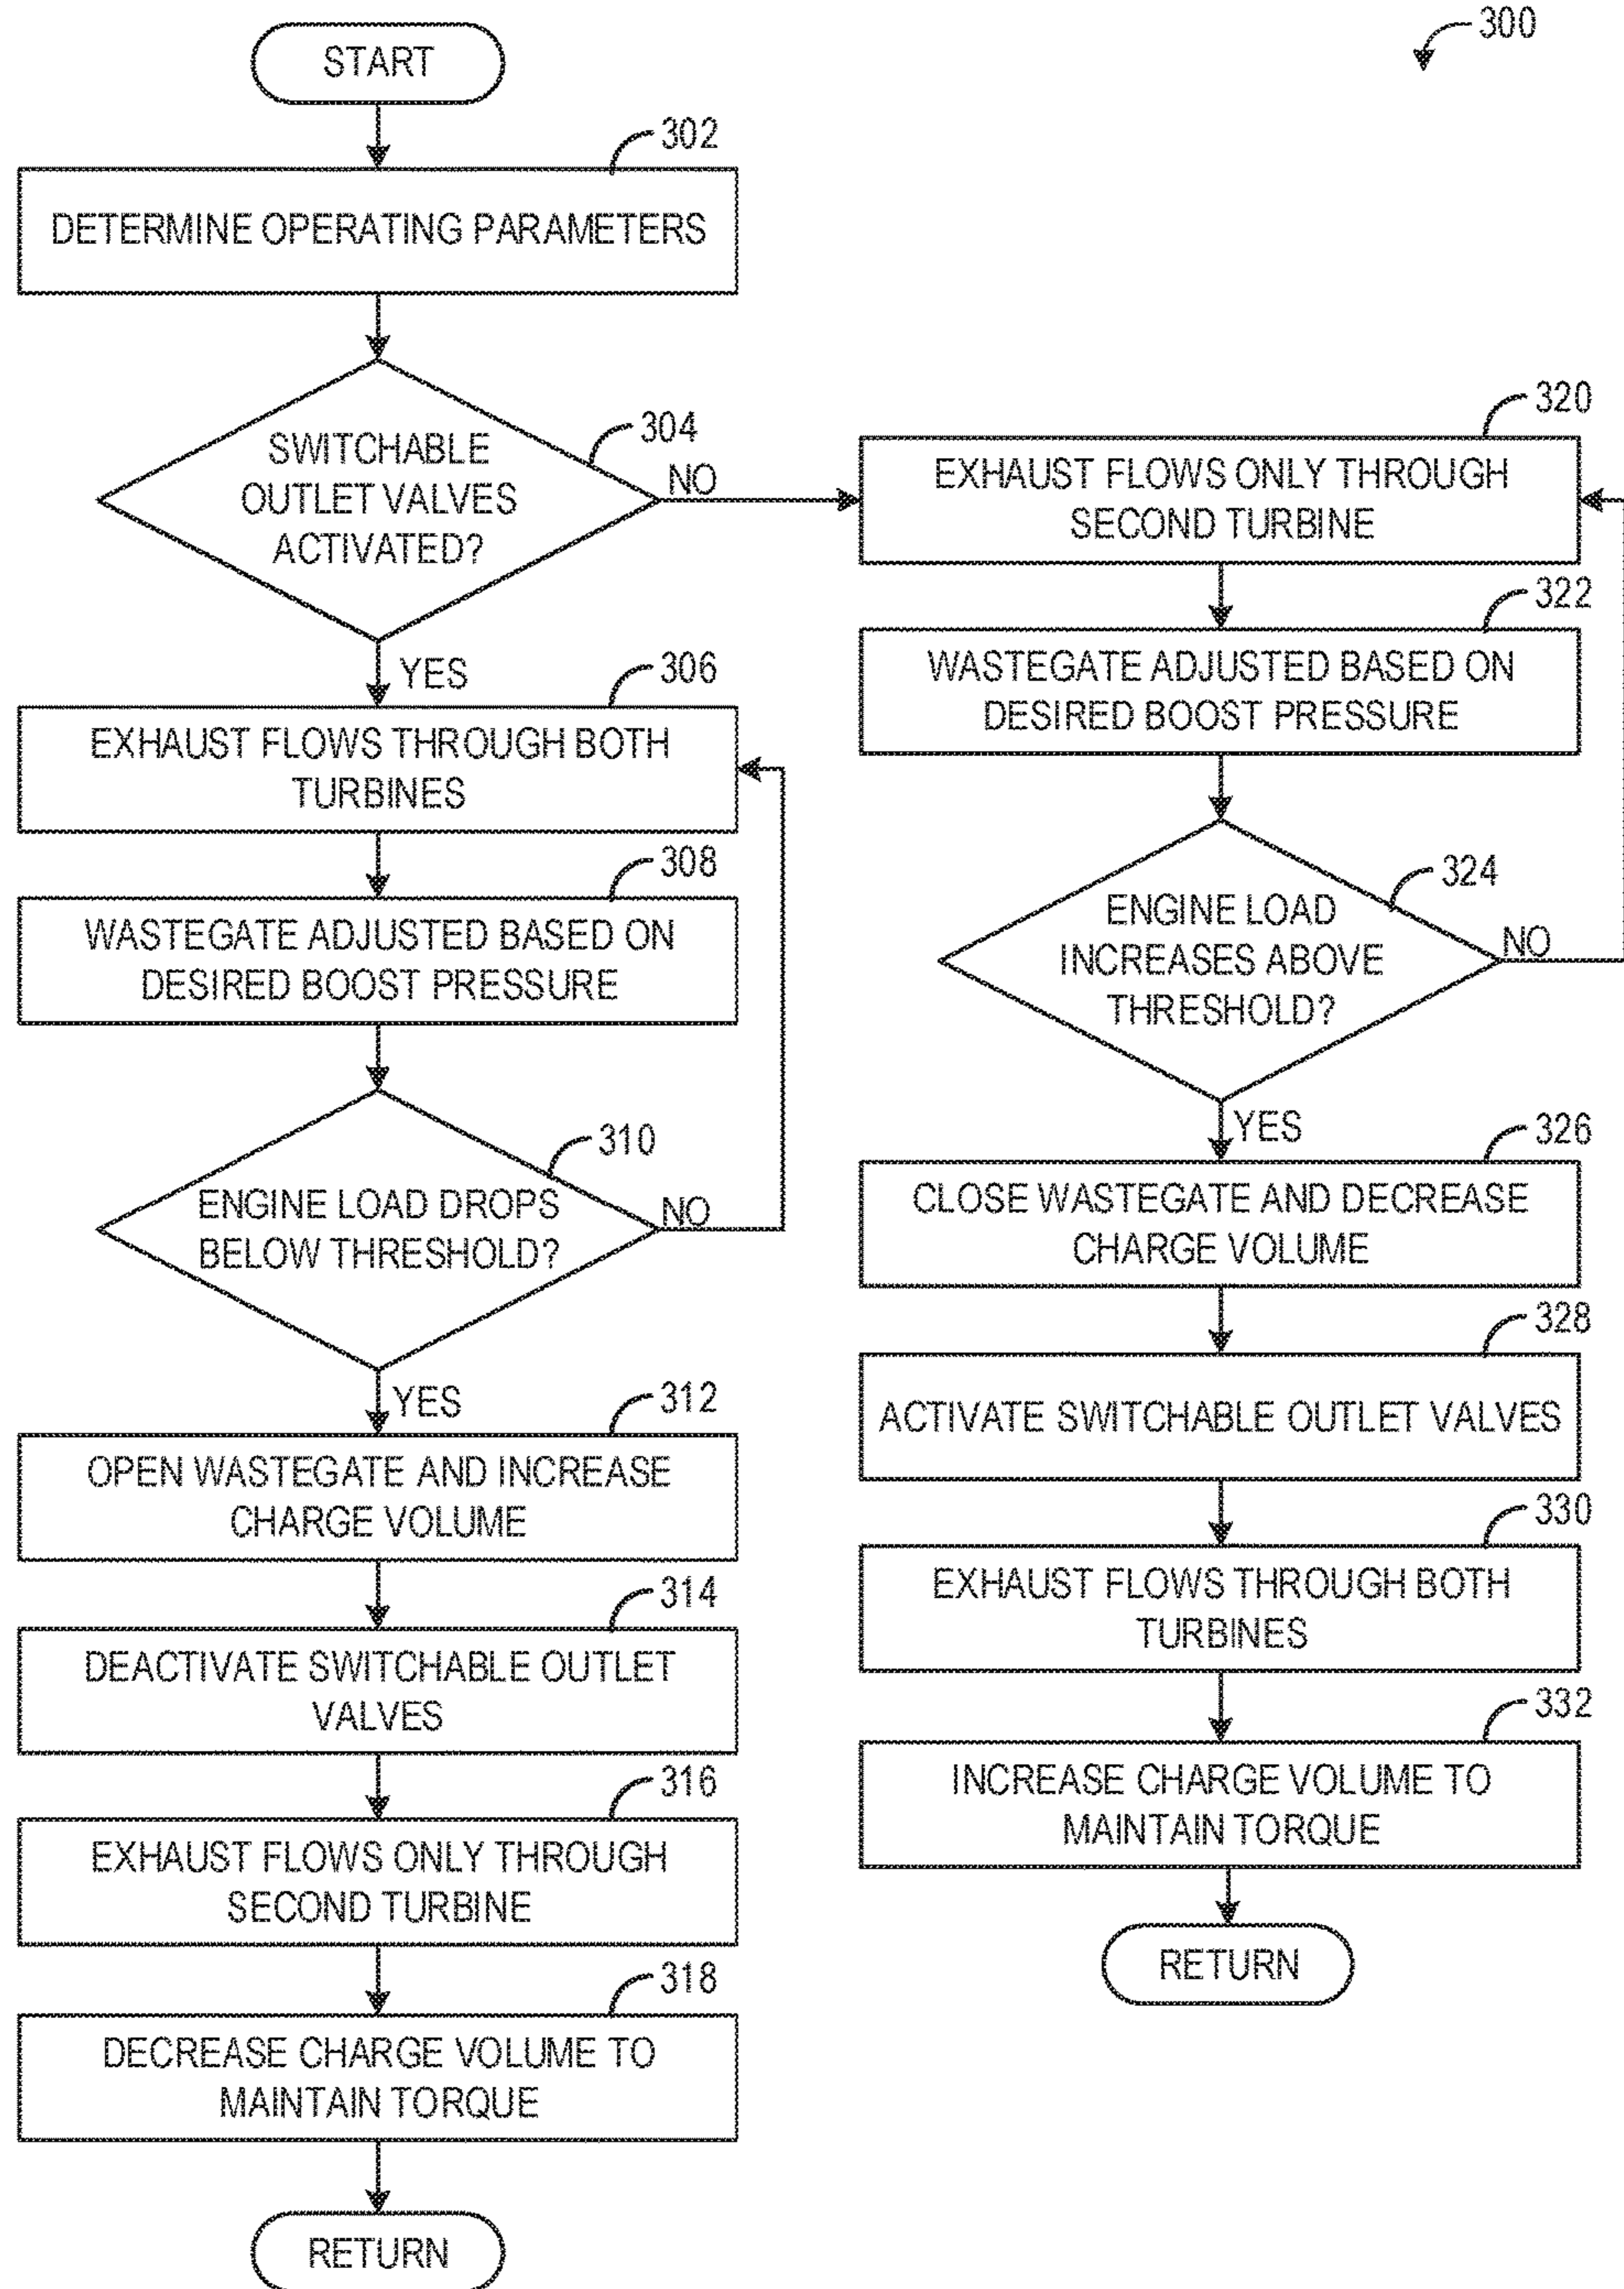 300
START
302
DETERMINE OPERATING PARAMETERS
304
SWITCHABLE
OUTLET VALVES
ACTIVATED?
NO
YES
306
EXHAUST FLOWS THROUGH BOTH
TURBINES
308
WASTEGATE ADJUSTED BASED ON
DESIRED BOOST PRESSURE
310
ENGINE LOAD DROPS
BELOW THRESHOLD?
NO
YES
312
OPEN WASTEGATE AND INCREASE
CHARGE VOLUME
314
DEACTIVATE SWITCHABLE OUTLET
VALVES
316
EXHAUST FLOWS ONLY THROUGH
SECOND TURBINE
318
DECREASE CHARGE VOLUME TO
MAINTAIN TORQUE
RETURN
320
EXHAUST FLOWS ONLY THROUGH
SECOND TURBINE
322
WASTEGATE ADJUSTED BASED ON
DESIRED BOOST PRESSURE
324
ENGINE LOAD
INCREASES ABOVE
THRESHOLD?
NO
YES
326
CLOSE WASTEGATE AND DECREASE
CHARGE VOLUME
328
ACTIVATE SWITCHABLE OUTLET VALVES
330
EXHAUST FLOWS THROUGH BOTH
TURBINES
332
INCREASE CHARGE VOLUME TO
MAINTAIN TORQUE
RETURN